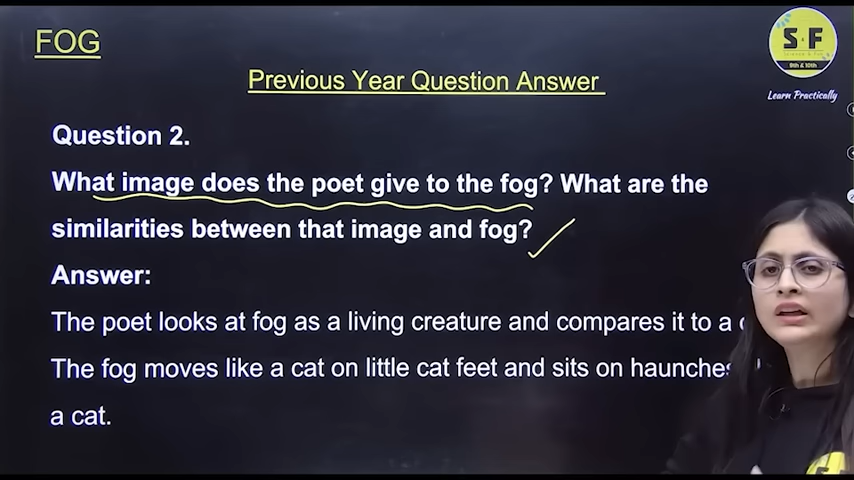 FOG
S F
9th & 10th
Learn Practically
Previous Year Question Answer
Question 2.
What image does the poet give to the fog? What are the
similarities between that image and fog?
Answer:
The poet looks at fog as a living creature and compares it to a
The fog moves like a cat on little cat feet and sits on haunches
a cat.